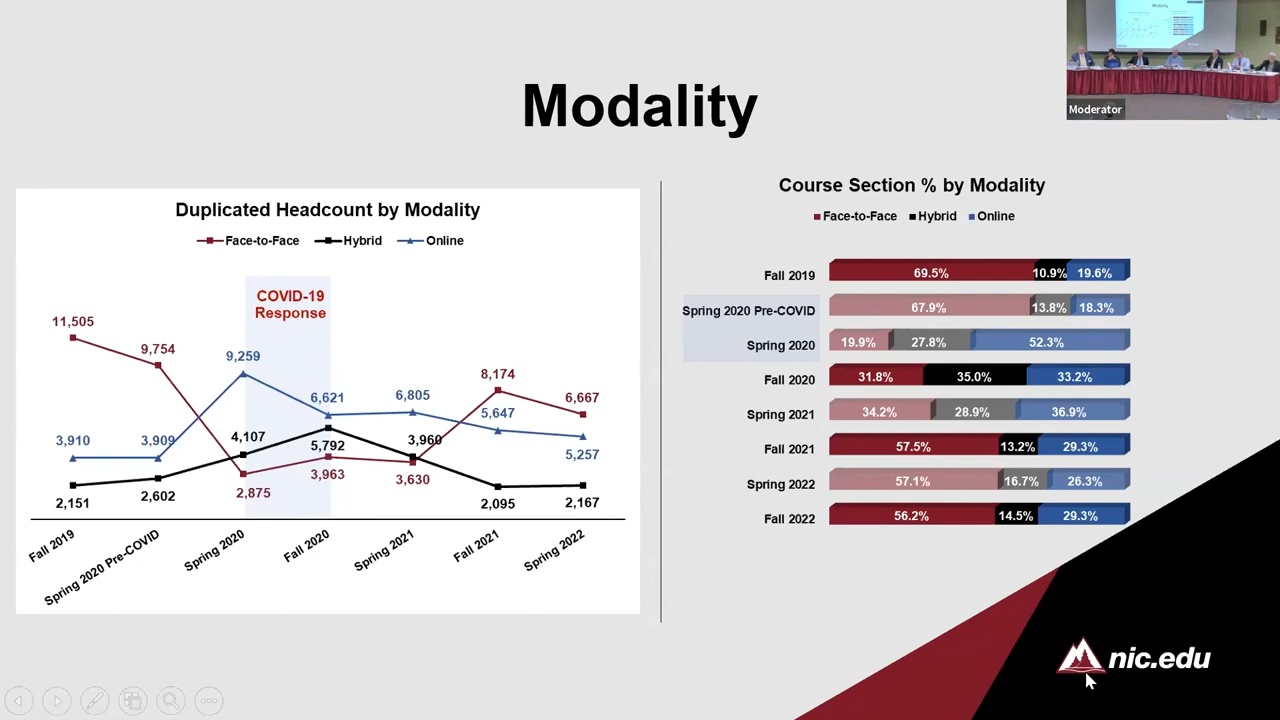 Modality
Moderator
Modality
Duplicated Headcount by Modality
Face-to-Face Hybrid Online
COVID-19
Response
11,505
9,754
9,259
6,621
6,805
8,174
5,647
6,667
3,910
3,909
4,107
5,792
3,960
5,257
2,151
2,602
2,875
3,963
3,630
2,095
2,167
Fall 2019
Spring 2020 Pre-COVID
Spring 2020
Fall 2020
Spring 2021
Fall 2021
Spring 2022
Course Section % by Modality
Face-to-Face Hybrid Online
Fall 2019 69.5% 10.9% 19.6%
Spring 2020 Pre-COVID 67.9% 13.8% 18.3%
Spring 2020 19.9% 27.8% 52.3%
Fall 2020 31.8% 35.0% 33.2%
Spring 2021 34.2% 28.9% 36.9%
Fall 2021 57.5% 13.2% 29.3%
Spring 2022 57.1% 16.7% 26.3%
Fall 2022 56.2% 14.5% 29.3%
nic.edu